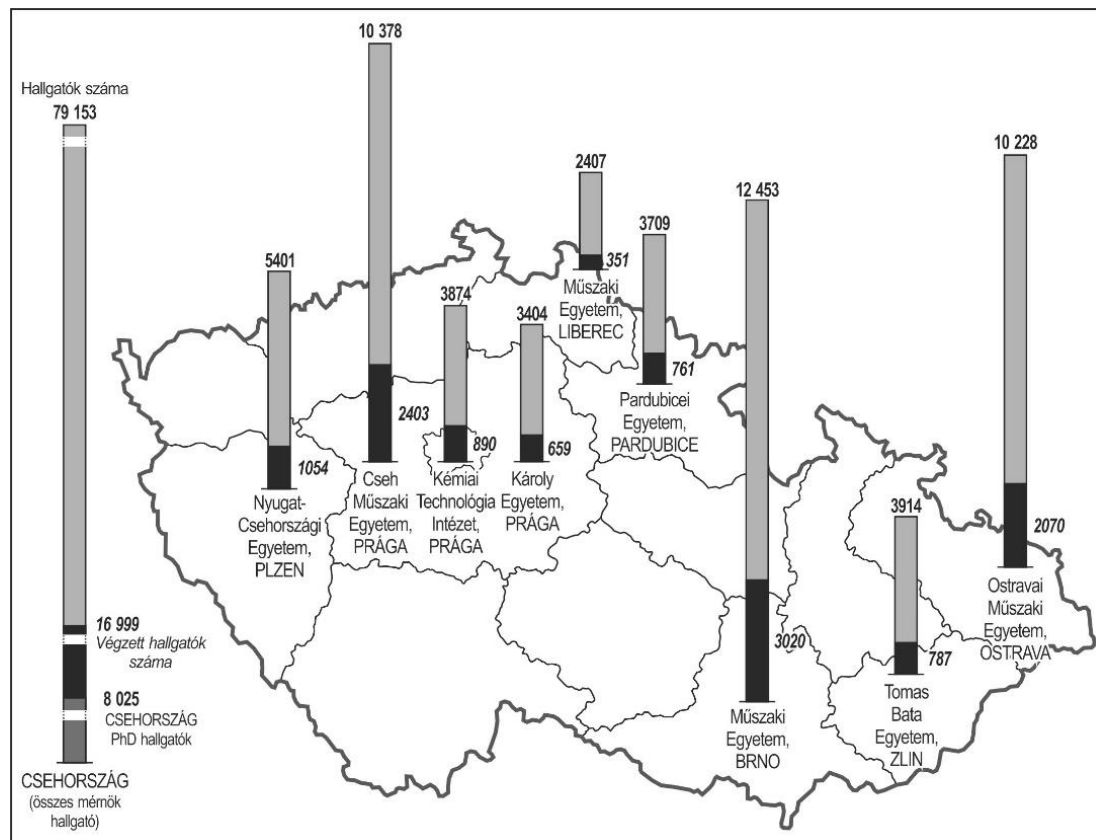 Hallgatók száma
79 153
16 999
Végzett hallgatók
száma
8 025
CSEHORSZÁG
PhD hallgatók
CSEHORSZÁG
(összes mérnök
hallgató)
5401
1054
Nyugat-
Csehországi
Egyetem,
PLZEN
10 378
2403
Cseh
Műszaki
Egyetem,
PRÁGA
3874
890
Kémiai
Technológia
Intézet,
PRÁGA
3404
659
Károly
Egyetem,
PRÁGA
2407
351
Műszaki
Egyetem,
LIBEREC
3709
761
Pardubicei
Egyetem,
PARDUBICE
12 453
3020
Műszaki
Egyetem,
BRNO
3914
787
Tomas
Bata
Egyetem,
ZLIN
10 228
2070
Ostravai
Műszaki
Egyetem,
OSTRAVA